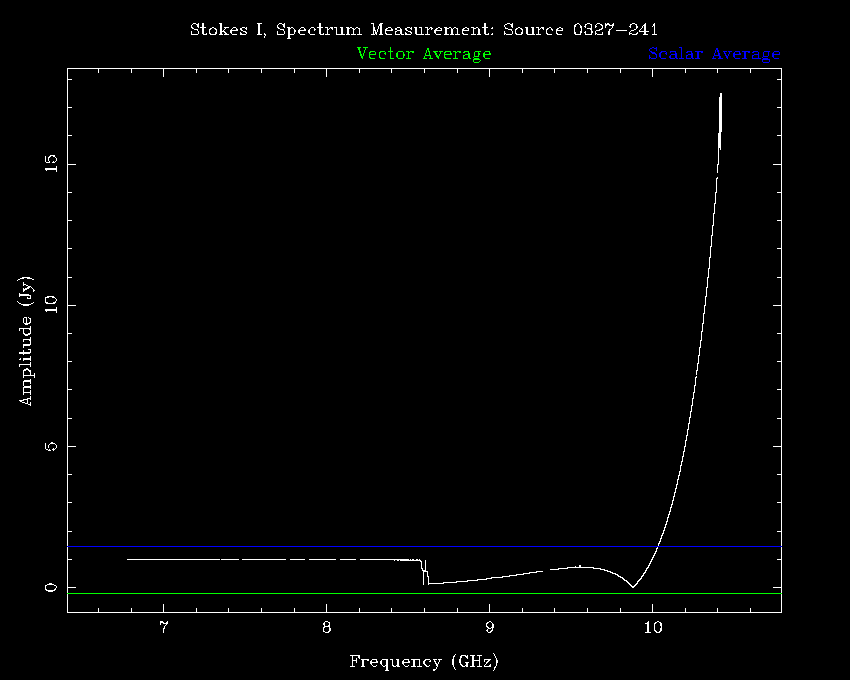 Stokes I, Spectrum Measurement: Source 0327-241
Vector Average Scalar Average
15
10
5
0
Amplitude (Jy)
7 8 9 10
Frequency (GHz)